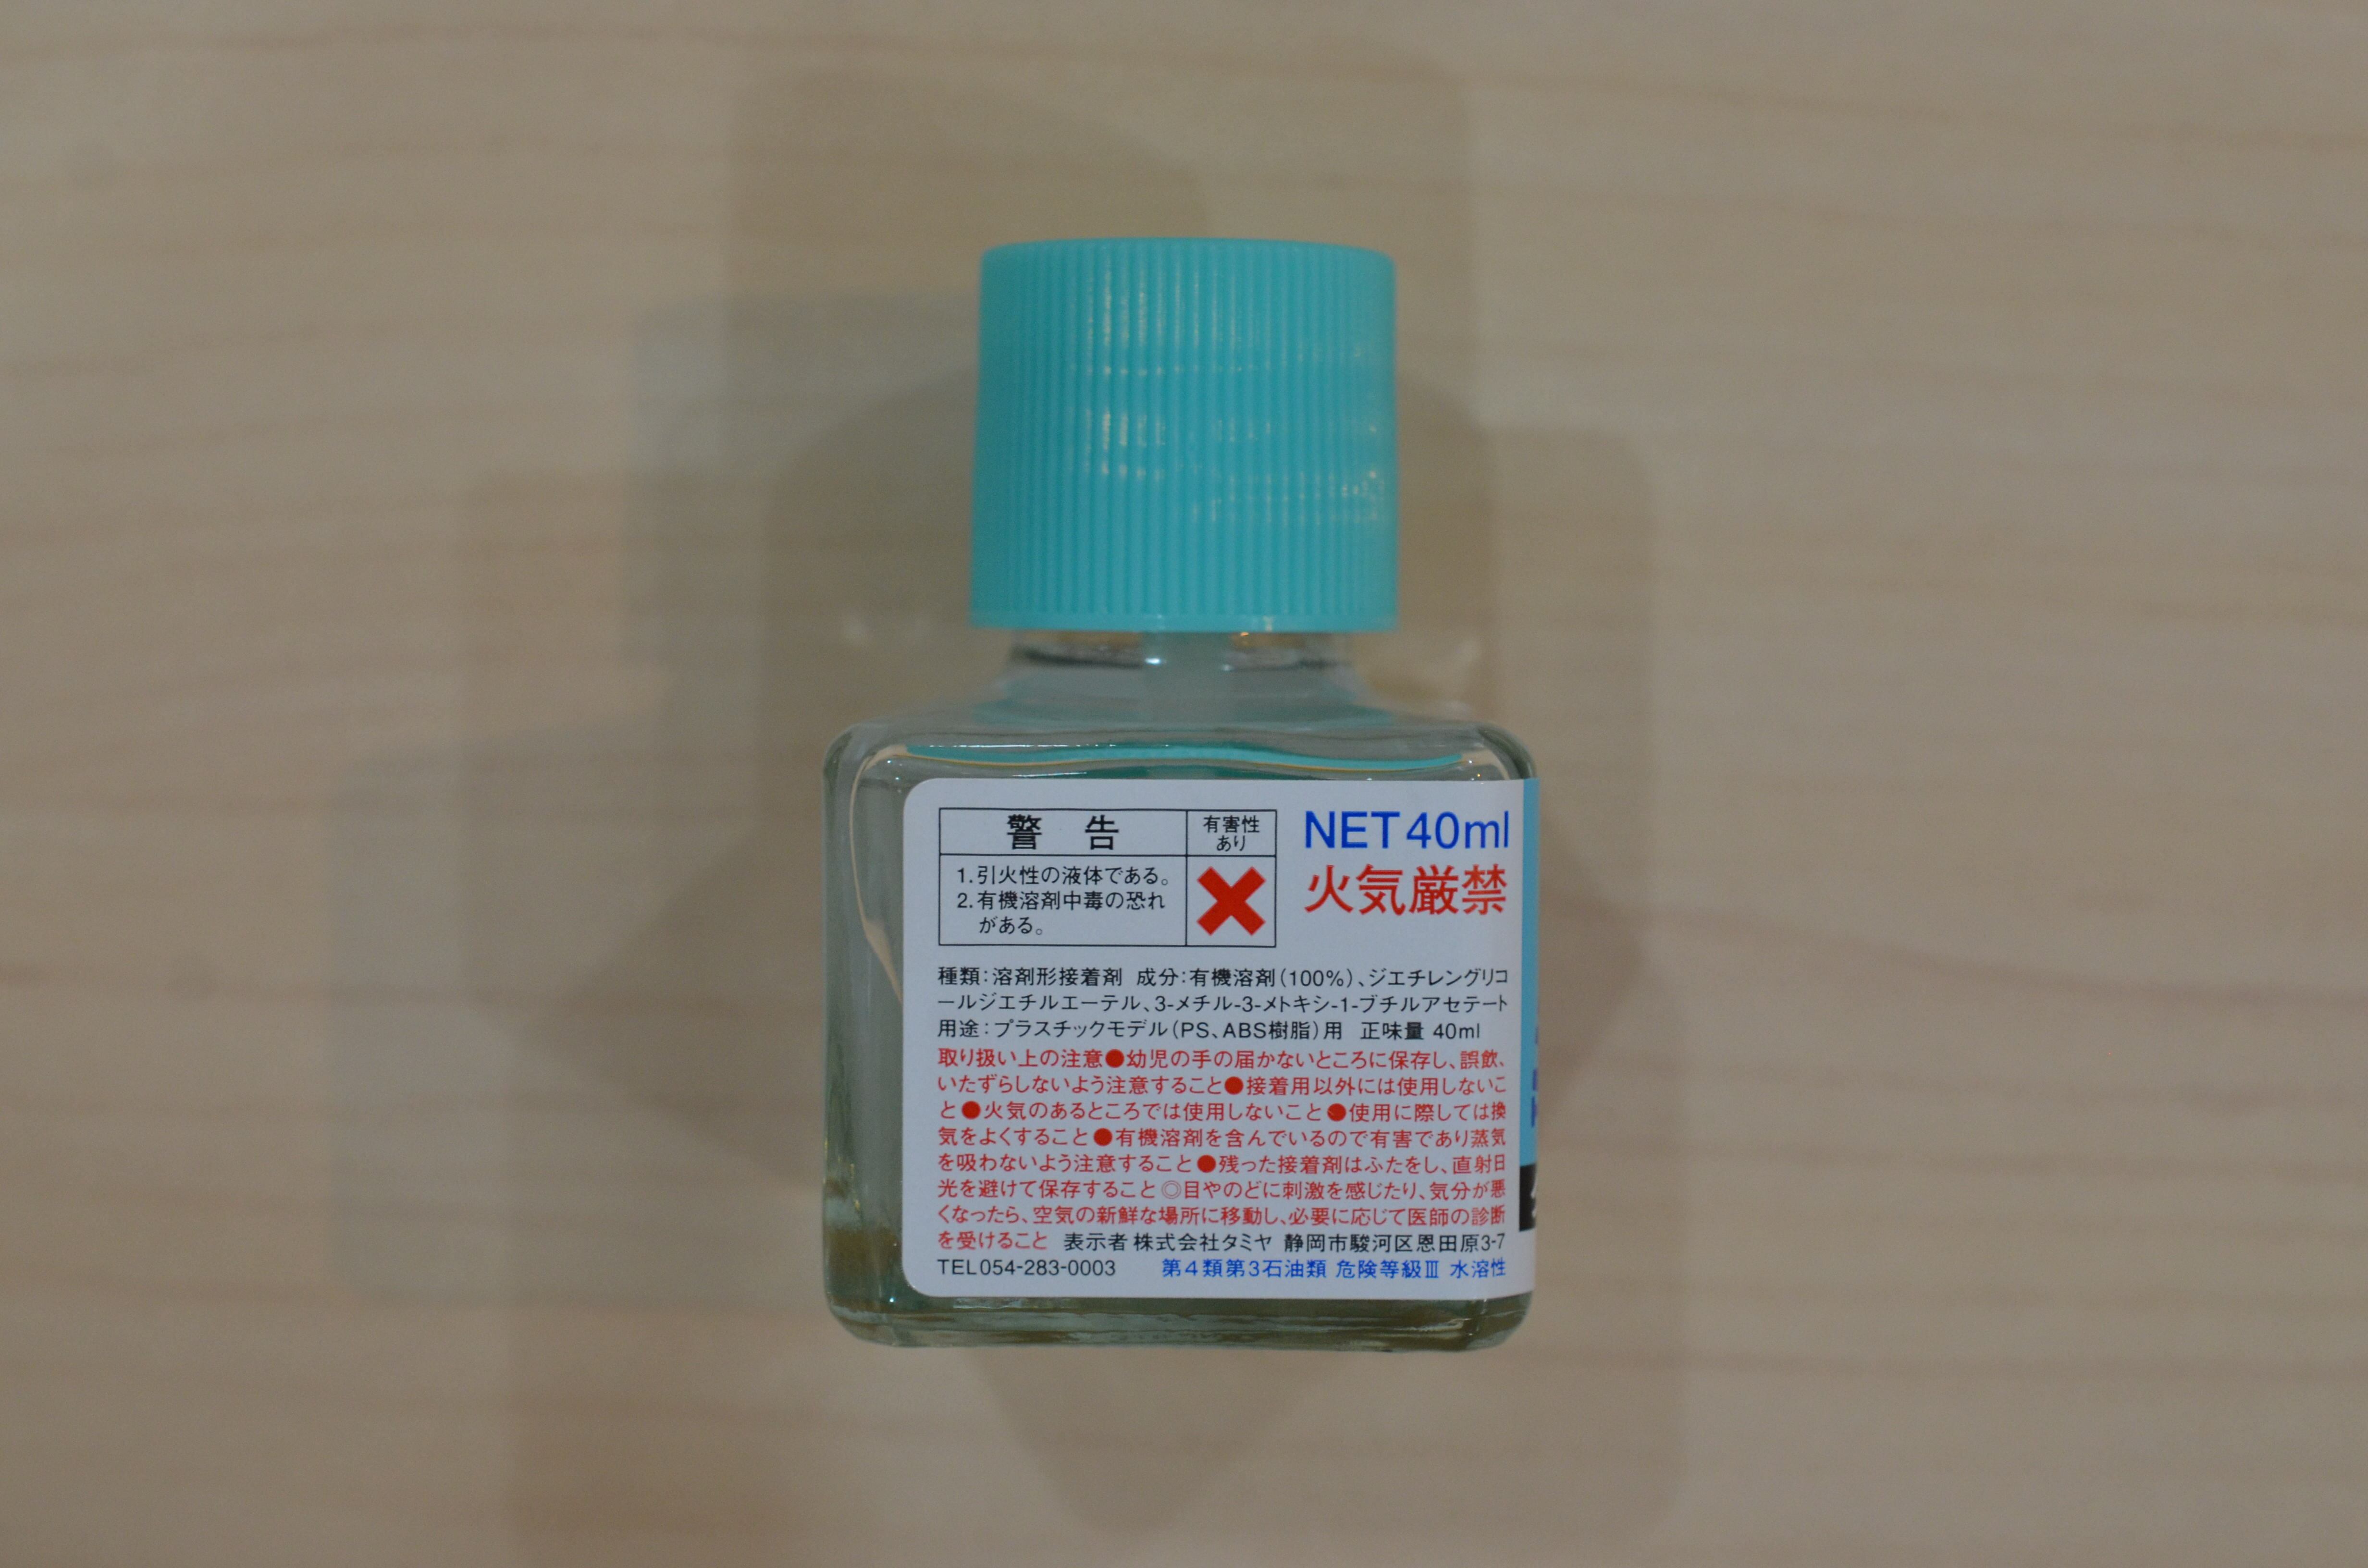 警 告
有害性
あり
1.引火性の液体である。
2.有機溶剤中毒の恐れ
がある。
NET 40ml
火気厳禁
種類:溶剤形接着剤 成分:有機溶剤(100%)、ジエチレングリコ
ールジエチルエーテル、3-メチル-3-メトキシ-1-ブチルアセテート
用途:プラスチックモデル(PS、ABS樹脂)用 正味量 40ml
取り扱い上の注意●幼児の手の届かないところに保存し、誤飲、
いたずらしないよう注意すること●接着用以外には使用しないこ
と●火気のあるところでは使用しないこと●使用に際しては換
気をよくすること●有機溶剤を含んでいるので有害であり蒸気
を吸わないよう注意すること●残った接着剤はふたをし、直射日
光を避けて保存すること◎目やのどに刺激を感じたり、気分が悪
くなったら、空気の新鮮な場所に移動し、必要に応じて医師の診断
を受けること 表示者 株式会社タミヤ 静岡市駿河区恩田原3-7
TEL054-283-0003 第4類第3石油類 危険等級Ⅲ 水溶性